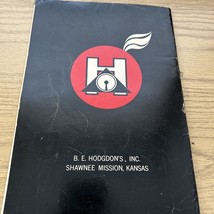 H
B. E. HODGDON'S, INC.
SHAWNEE MISSION, KANSAS